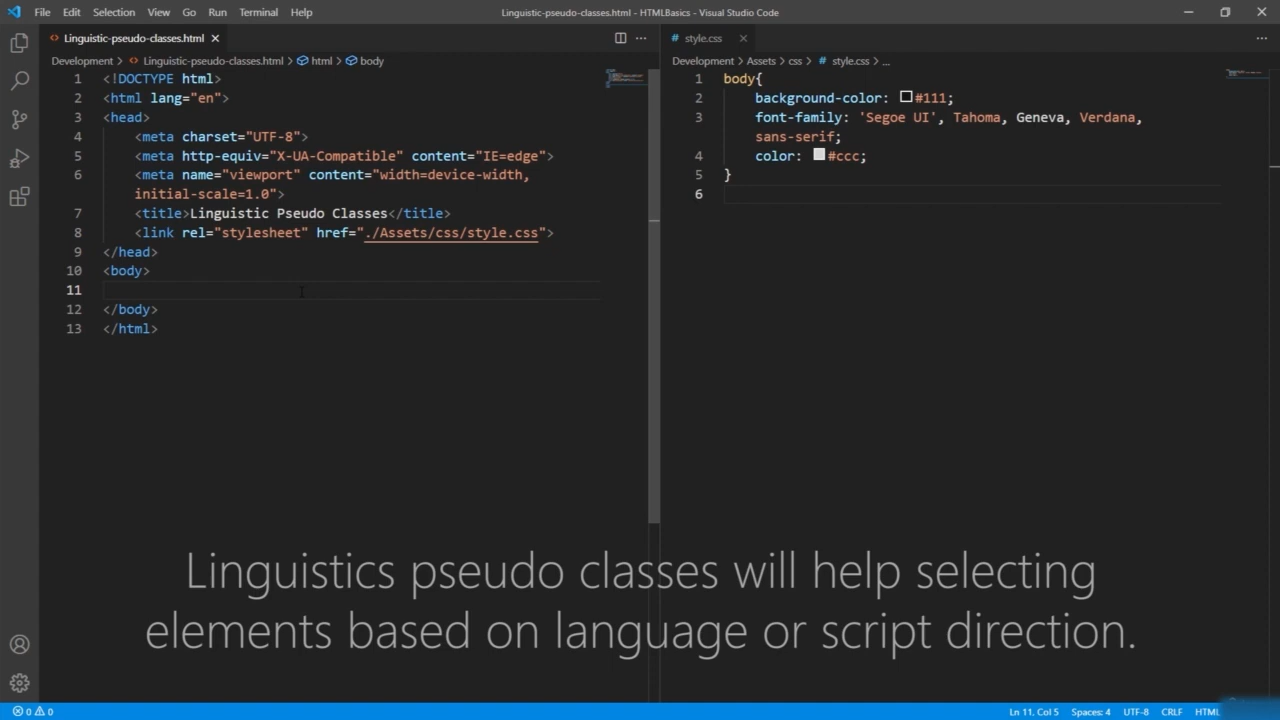 File Edit Selection View Go Run Terminal Help
Linguistic-pseudo-classes.html - HTMLBasics - Visual Studio Code
<> Linguistic-pseudo-classes.html ×
Development > <> Linguistic-pseudo-classes.html > html > body
1 <!DOCTYPE html>
2 <html lang="en">
3 <head>
4 <meta charset="UTF-8">
5 <meta http-equiv="X-UA-Compatible" content="IE=edge">
6 <meta name="viewport" content="width=device-width,
initial-scale=1.0">
7 <title>Linguistic Pseudo Classes</title>
8 <link rel="stylesheet" href="./Assets/css/style.css">
9 </head>
10 <body>
11
12 </body>
13 </html>
# style.css ×
Development > Assets > css > # style.css > ...
1 body{
2 background-color: #111;
3 font-family: 'Segoe UI', Tahoma, Geneva, Verdana,
sans-serif;
4 color: #ccc;
5 }
6
Linguistics pseudo classes will help selecting
elements based on language or script direction.
0 0
Ln 11, Col 5 Spaces: 4 UTF-8 CRLF HTML